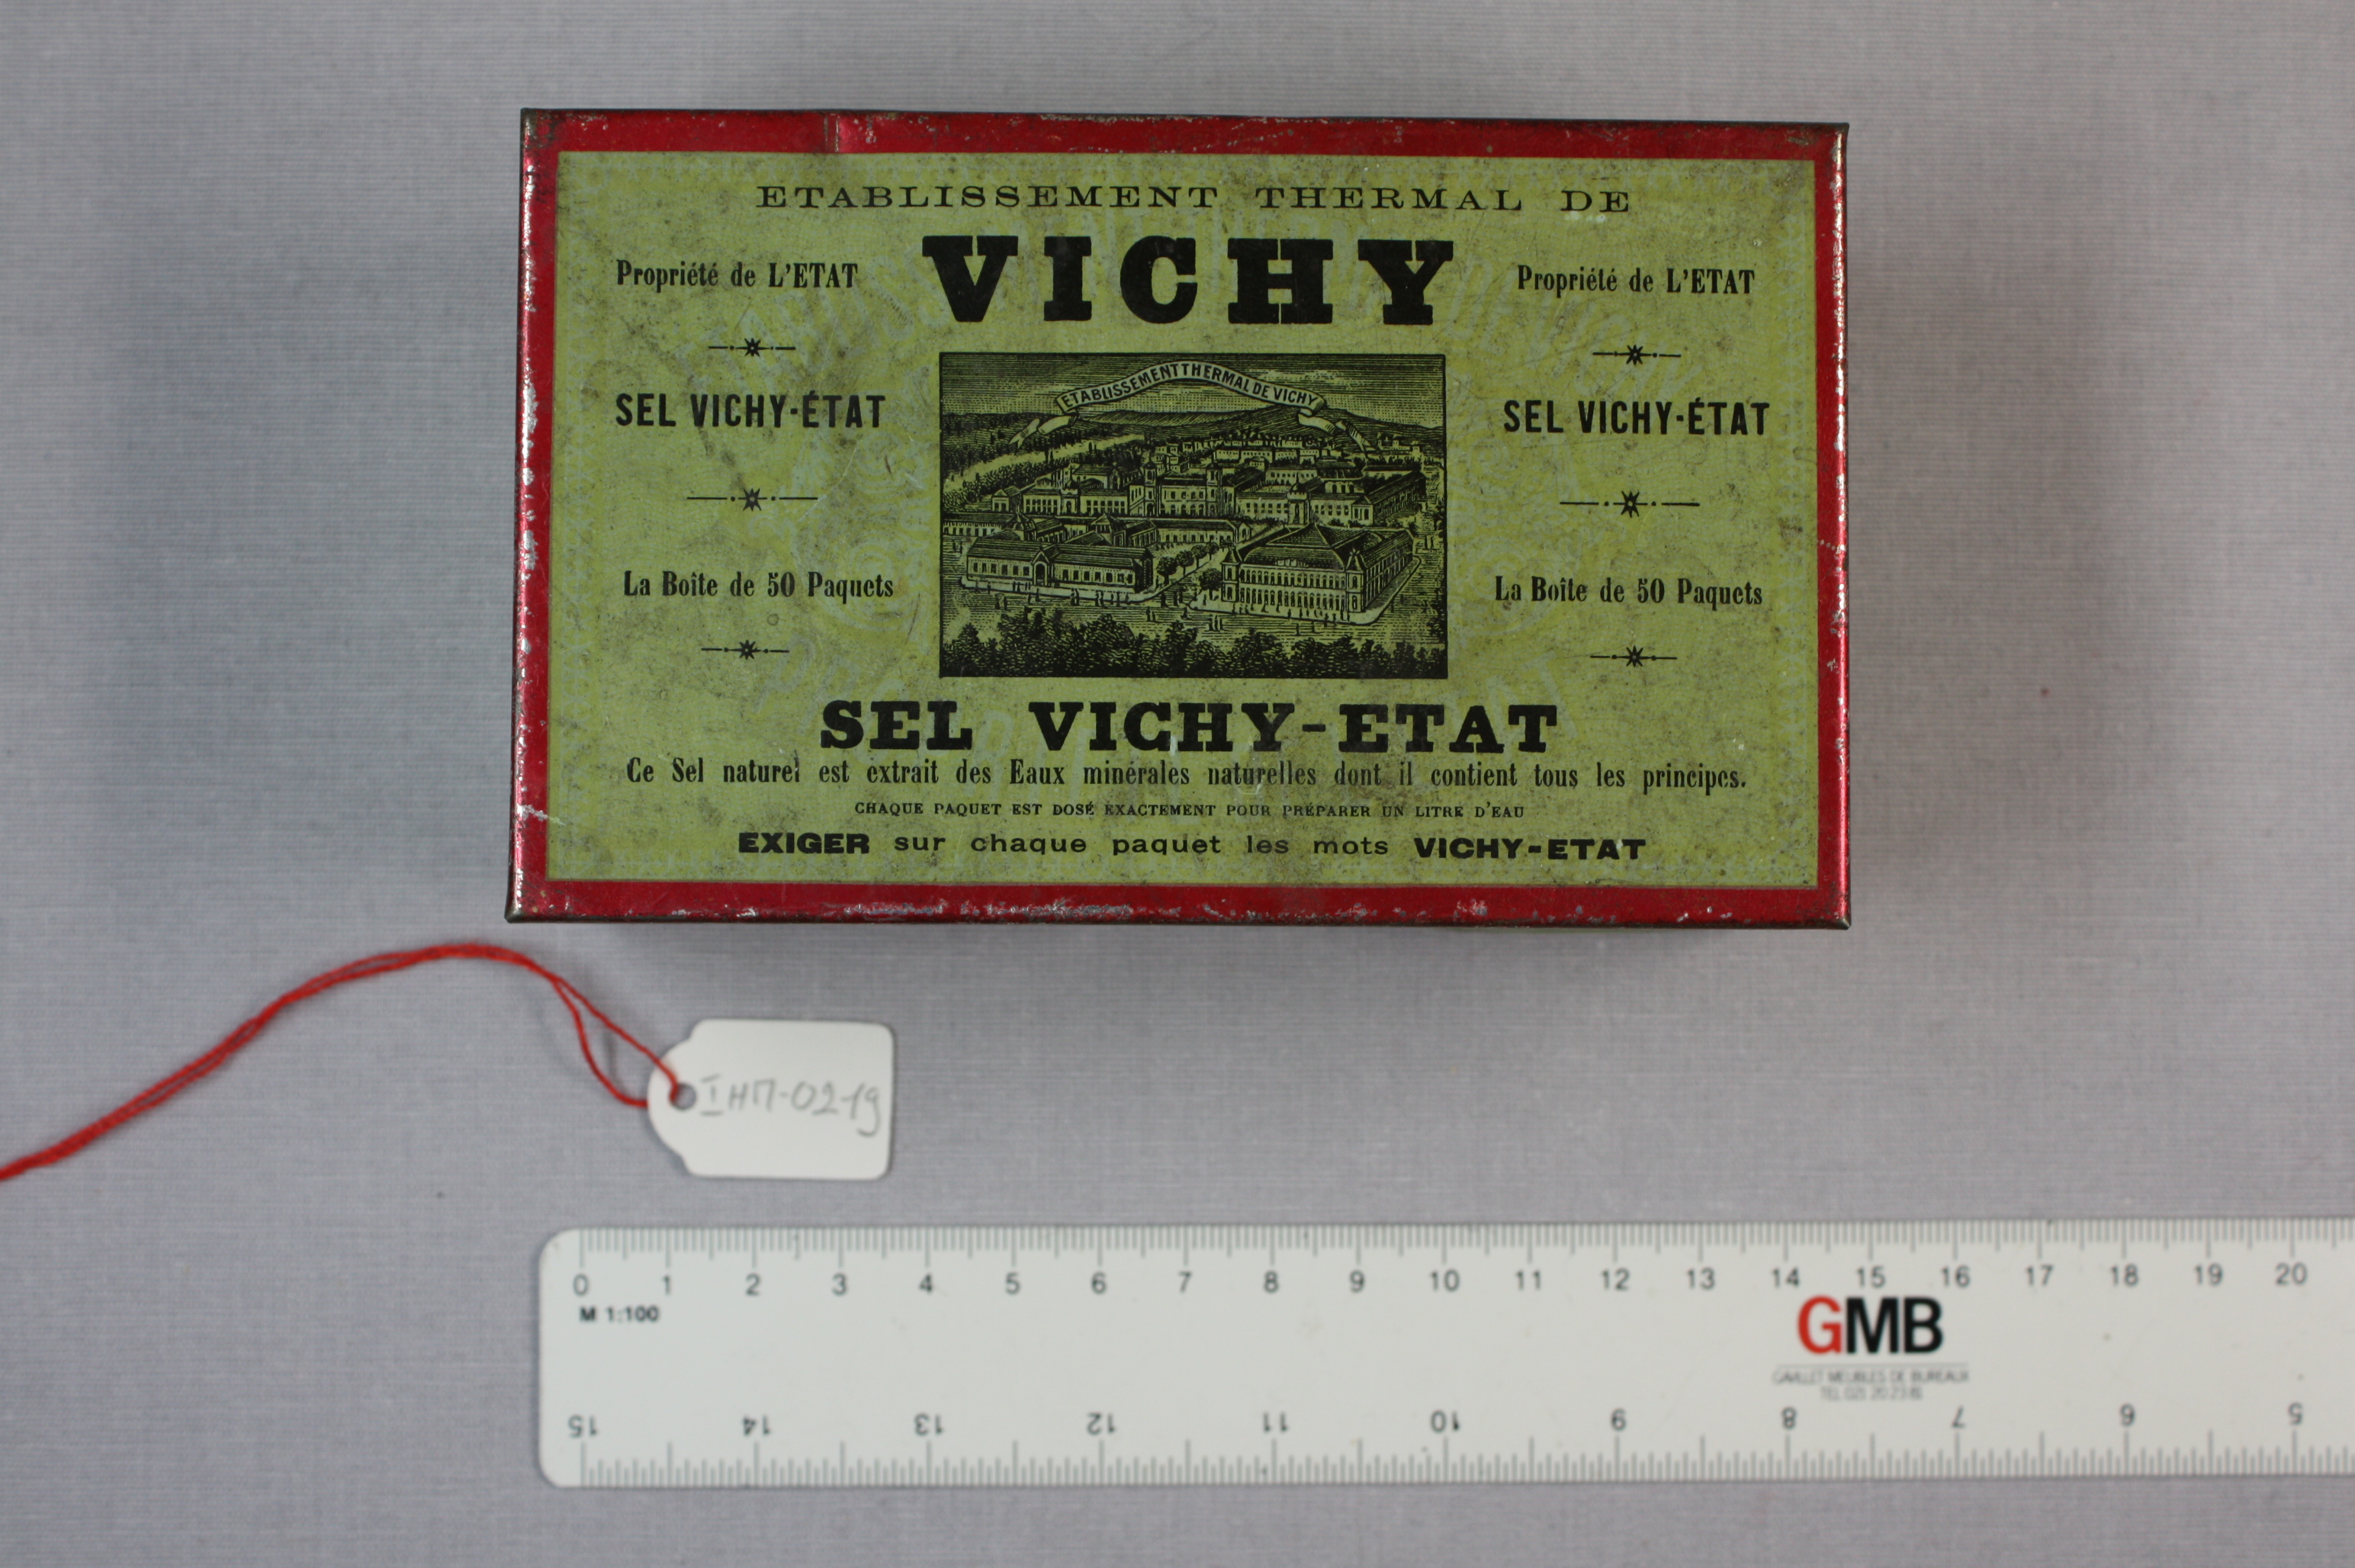 ETABLISSEMENT THERMAL DE
VICHY
Propriété de L'ETAT
Propriété de L'ETAT
ETABLISSEMENT THERMAL DE VICHY
SEL VICHY-ÉTAT
SEL VICHY-ÉTAT
La Boîte de 50 Paquets
La Boîte de 50 Paquets
SEL VICHY-ETAT
Ce Sel naturel est extrait des Eaux minérales naturelles dont il contient tous les principes.
CHAQUE PAQUET EST DOSÉ EXACTEMENT POUR PRÉPARER UN LITRE D'EAU
EXIGER sur chaque paquet les mots VICHY-ETAT
0 1 2 3 4 5 6 7 8 9 10 11 12 13 14 15 16 17 18 19 20
M 1:100
GMB
GAVILLET MEUBLES DE BUREAUX
15 14 13 12 11 10 9 8 7 6 5